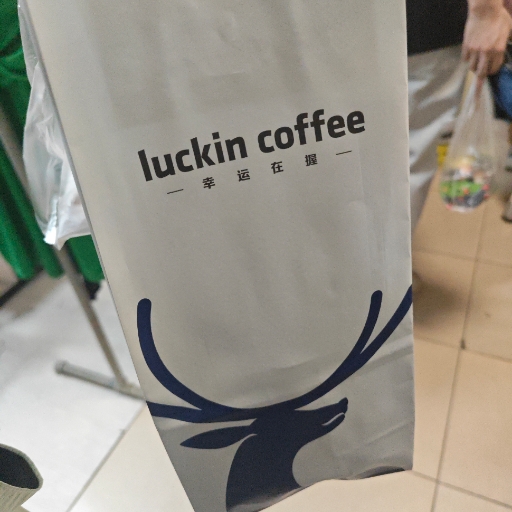 luckin coffee
— 幸 运 在 握 —